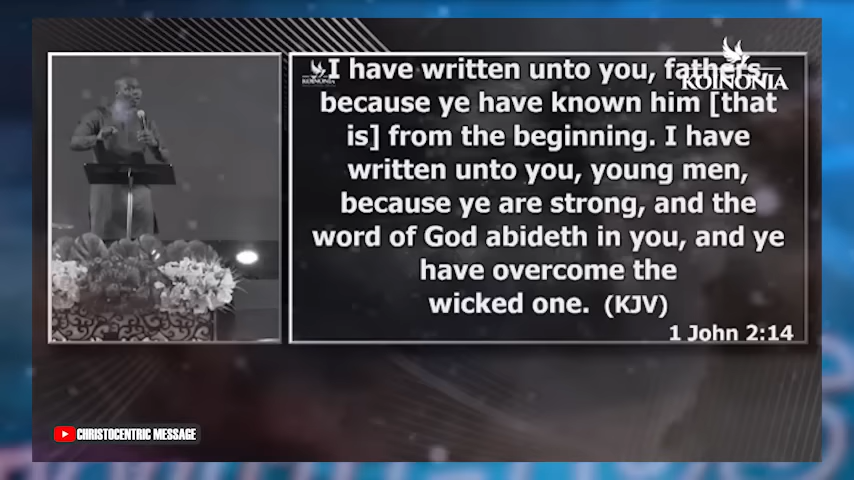 I have written unto you, fathers,
because ye have known him [that
is] from the beginning. I have
written unto you, young men,
because ye are strong, and the
word of God abideth in you, and ye
have overcome the
wicked one. (KJV)
1 John 2:14
KOINONIA
KOINONIA
CHRISTOCENTRIC MESSAGE